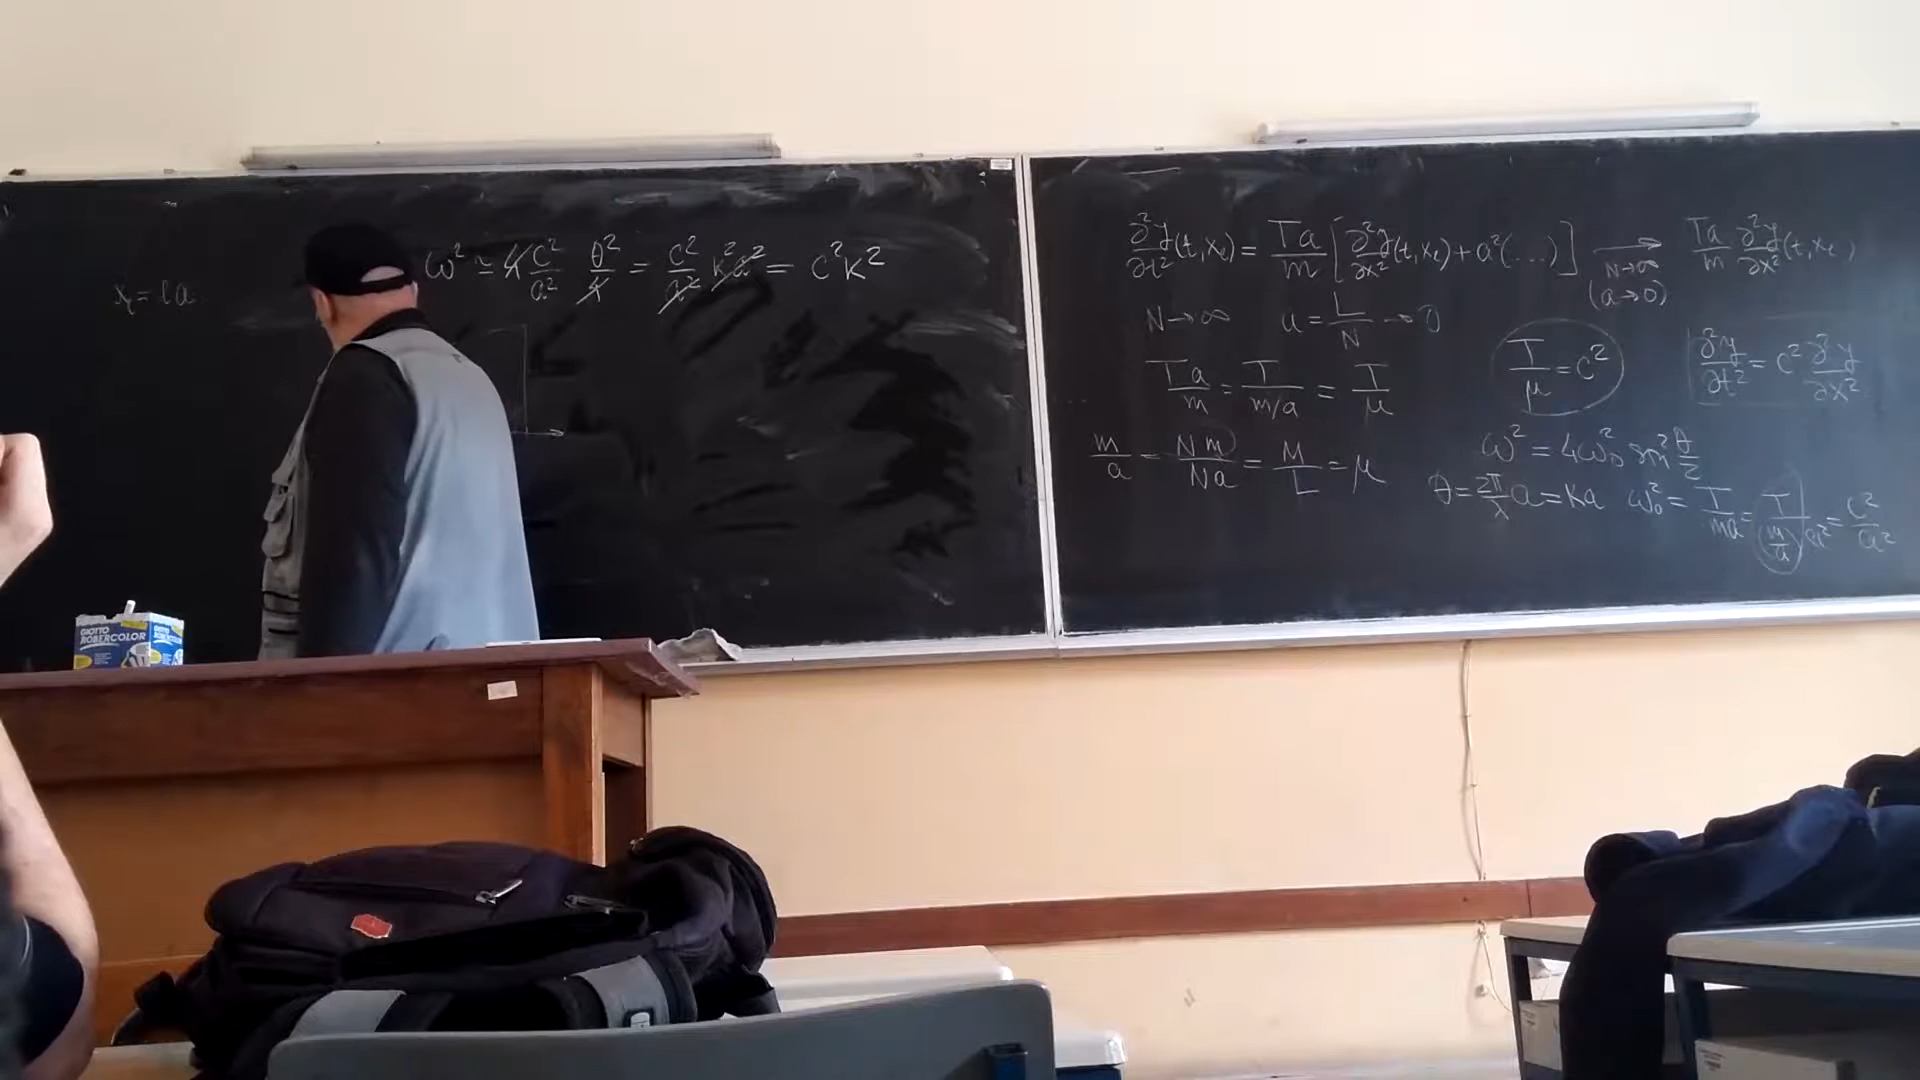 x_ℓ = ℓa
ω² ≃ 4 c²/a² θ²/4 = c²/a² k²a² = c²k²
∂²y/∂t² (t,x_ℓ) = Ta/m [∂²y/∂x² (t,x_ℓ) + a²(...)] ⟶ N→∞ (a→0) Ta/m ∂²y/∂x² (t,x_ℓ)
N→∞ a = L/N → 0
Ta/m = T/(m/a) = T/μ
T/μ = c²
∂²y/∂t² = c² ∂²y/∂x²
m/a = Nm/Na = M/L = μ
ω² = 4ω₀² sin² θ/2
θ = 2π/λ a = ka ω₀² = T/ma = T/((m/a) a²) = c²/a²
GIOTTO
ROBERCOLOR
GIOTTO
ROBERCOLOR